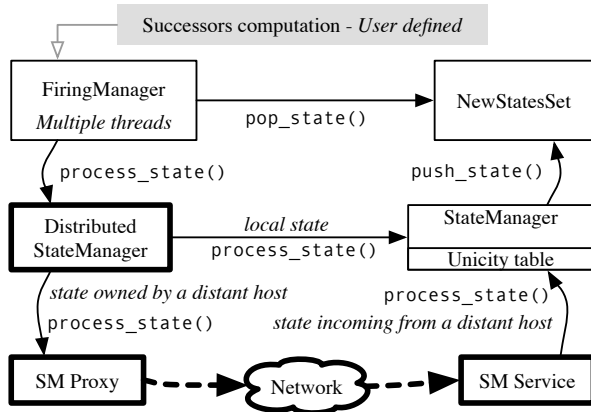 Successors computation - User defined
FiringManager
Multiple threads
NewStatesSet
pop_state()
process_state()
push_state()
Distributed
StateManager
local state
process_state()
StateManager
Unicity table
state owned by a distant host
process_state()
process_state()
state incoming from a distant host
SM Proxy
Network
SM Service